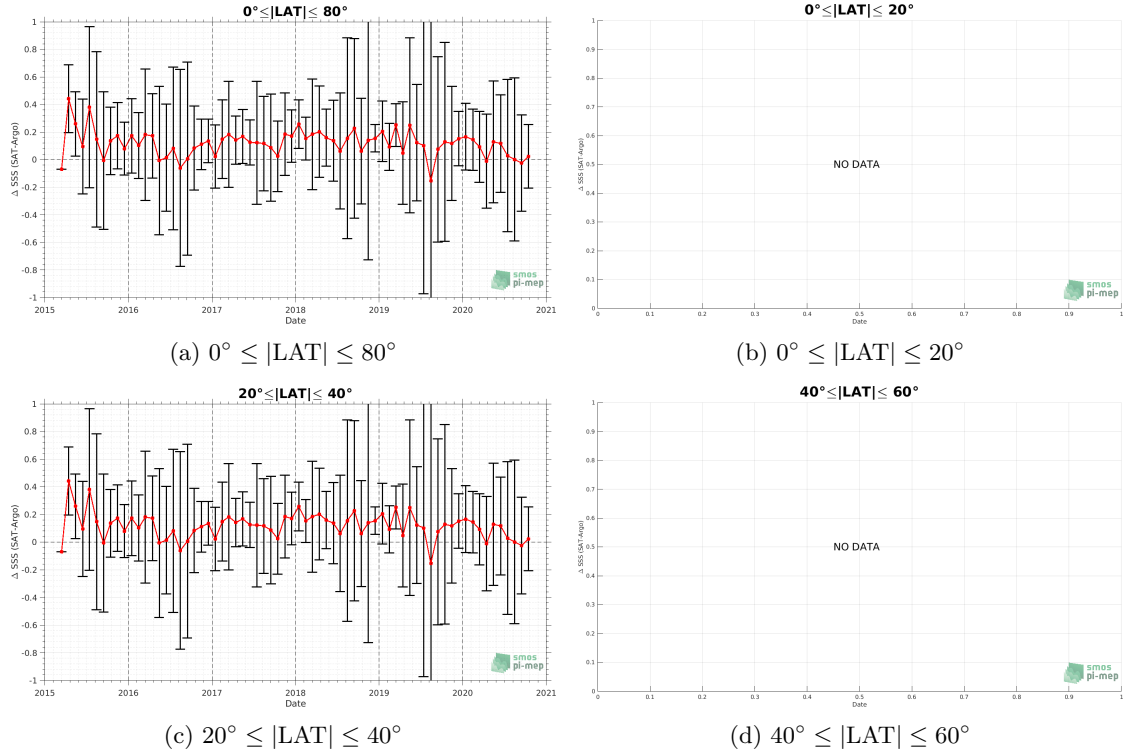 0°≤|LAT|≤ 80°
1
0.8
0.6
0.4
0.2
0
-0.2
-0.4
-0.6
-0.8
-1
Δ SSS (SAT-Argo)
2015 2016 2017 2018 2019 2020 2021
Date
smos
pi-mep
(a) 0° ≤ |LAT| ≤ 80°
0°≤|LAT|≤ 20°
1
0.9
0.8
0.7
0.6
0.5
0.4
0.3
0.2
0.1
0
Δ SSS (SAT-Argo)
NO DATA
0 0.1 0.2 0.3 0.4 0.5 0.6 0.7 0.8 0.9 1
Date
smos
pi-mep
(b) 0° ≤ |LAT| ≤ 20°
20°≤|LAT|≤ 40°
1
0.8
0.6
0.4
0.2
0
-0.2
-0.4
-0.6
-0.8
-1
Δ SSS (SAT-Argo)
2015 2016 2017 2018 2019 2020 2021
Date
smos
pi-mep
(c) 20° ≤ |LAT| ≤ 40°
40°≤|LAT|≤ 60°
1
0.9
0.8
0.7
0.6
0.5
0.4
0.3
0.2
0.1
0
Δ SSS (SAT-Argo)
NO DATA
0 0.1 0.2 0.3 0.4 0.5 0.6 0.7 0.8 0.9 1
Date
smos
pi-mep
(d) 40° ≤ |LAT| ≤ 60°